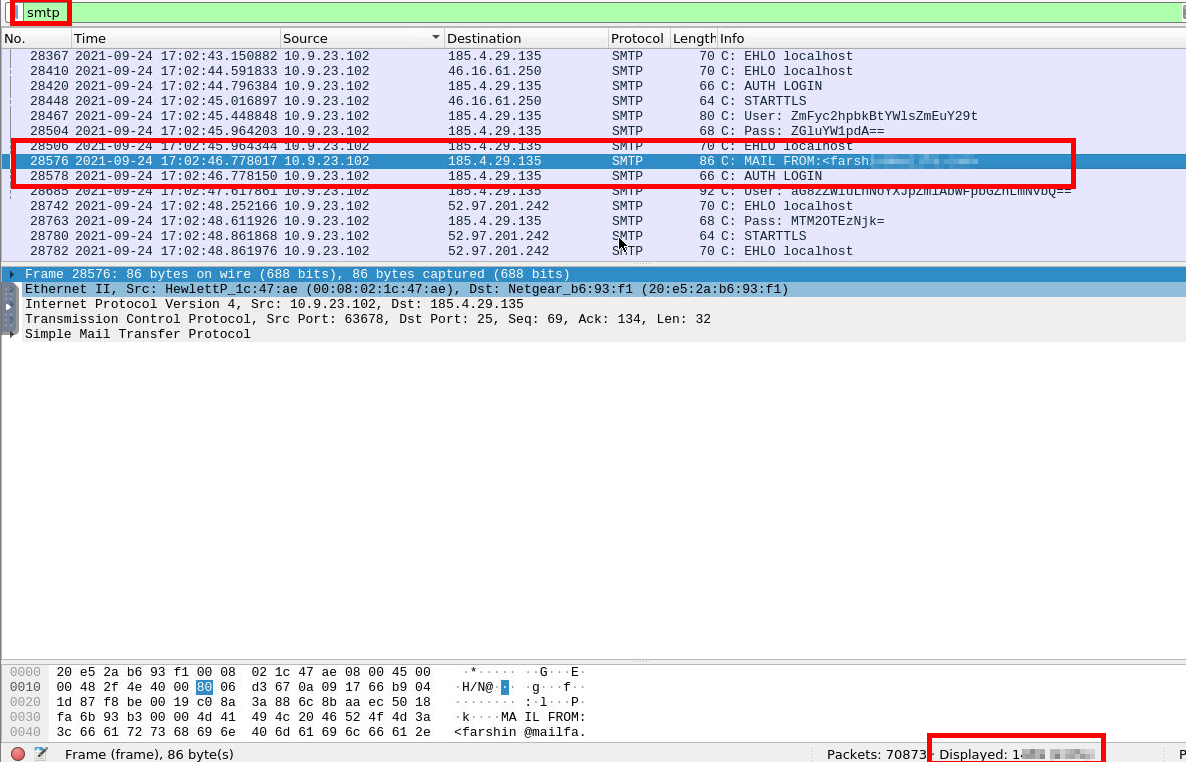 smtp
No. Time Source Destination Protocol Length Info
28367 2021-09-24 17:02:43.150882 10.9.23.102 185.4.29.135 SMTP 70 C: EHLO localhost
28410 2021-09-24 17:02:44.591833 10.9.23.102 46.16.61.250 SMTP 70 C: EHLO localhost
28420 2021-09-24 17:02:44.796384 10.9.23.102 185.4.29.135 SMTP 66 C: AUTH LOGIN
28448 2021-09-24 17:02:45.016897 10.9.23.102 46.16.61.250 SMTP 64 C: STARTTLS
28467 2021-09-24 17:02:45.448848 10.9.23.102 185.4.29.135 SMTP 80 C: User: ZmFyc2hpbkBtYWlsZmEuY29t
28504 2021-09-24 17:02:45.964203 10.9.23.102 185.4.29.135 SMTP 68 C: Pass: ZGluYW1pdA==
28506 2021-09-24 17:02:45.964344 10.9.23.102 185.4.29.135 SMTP 70 C: EHLO localhost
28576 2021-09-24 17:02:46.778017 10.9.23.102 185.4.29.135 SMTP 86 C: MAIL FROM:<farshi
28578 2021-09-24 17:02:46.778150 10.9.23.102 185.4.29.135 SMTP 66 C: AUTH LOGIN
28685 2021-09-24 17:02:47.617861 10.9.23.102 185.4.29.135 SMTP 92 C: User:
28742 2021-09-24 17:02:48.252166 10.9.23.102 52.97.201.242 SMTP 70 C: EHLO localhost
28763 2021-09-24 17:02:48.611926 10.9.23.102 185.4.29.135 SMTP 68 C: Pass: MTM2OTEzNjk=
28780 2021-09-24 17:02:48.861868 10.9.23.102 52.97.201.242 SMTP 64 C: STARTTLS
28782 2021-09-24 17:02:48.861976 10.9.23.102 52.97.201.242 SMTP 70 C: EHLO localhost
Frame 28576: 86 bytes on wire (688 bits), 86 bytes captured (688 bits)
Ethernet II, Src: HewlettP_1c:47:ae (00:08:02:1c:47:ae), Dst: Netgear_b6:93:f1 (20:e5:2a:b6:93:f1)
Internet Protocol Version 4, Src: 10.9.23.102, Dst: 185.4.29.135
Transmission Control Protocol, Src Port: 63678, Dst Port: 25, Seq: 69, Ack: 134, Len: 32
Simple Mail Transfer Protocol
0000 20 e5 2a b6 93 f1 00 08 02 1c 47 ae 08 00 45 00 ·*····· ··G···E·
0010 00 48 2f 4e 40 00 80 06 d3 67 0a 09 17 66 b9 04 ·H/N@··· ·g···f··
0020 1d 87 f8 be 00 19 c0 8a 3a 88 6c 8b aa ec 50 18 ········ :·l···P·
0030 fa 6b 93 b3 00 00 4d 41 49 4c 20 46 52 4f 4d 3a ·k····MA IL FROM:
0040 3c 66 61 72 73 68 69 6e 40 6d 61 69 6c 66 61 2e <farshin @mailfa.
Frame (frame), 86 byte(s) Packets: 70873 · Displayed: 14